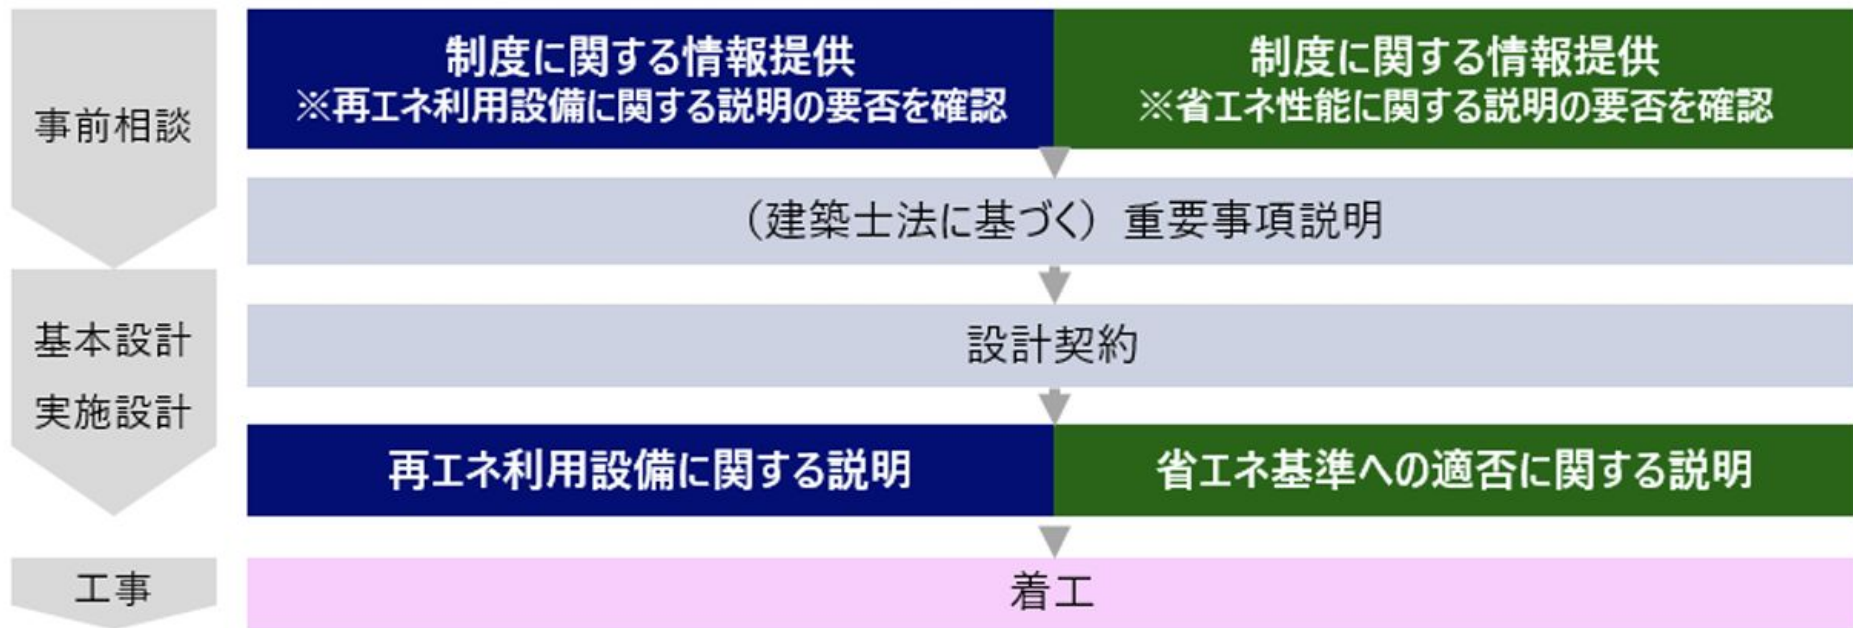 事前相談
制度に関する情報提供
※再エネ利用設備に関する説明の要否を確認
制度に関する情報提供
※省エネ性能に関する説明の要否を確認
（建築士法に基づく）重要事項説明
基本設計
実施設計
設計契約
再エネ利用設備に関する説明
省エネ基準への適否に関する説明
工事
着工